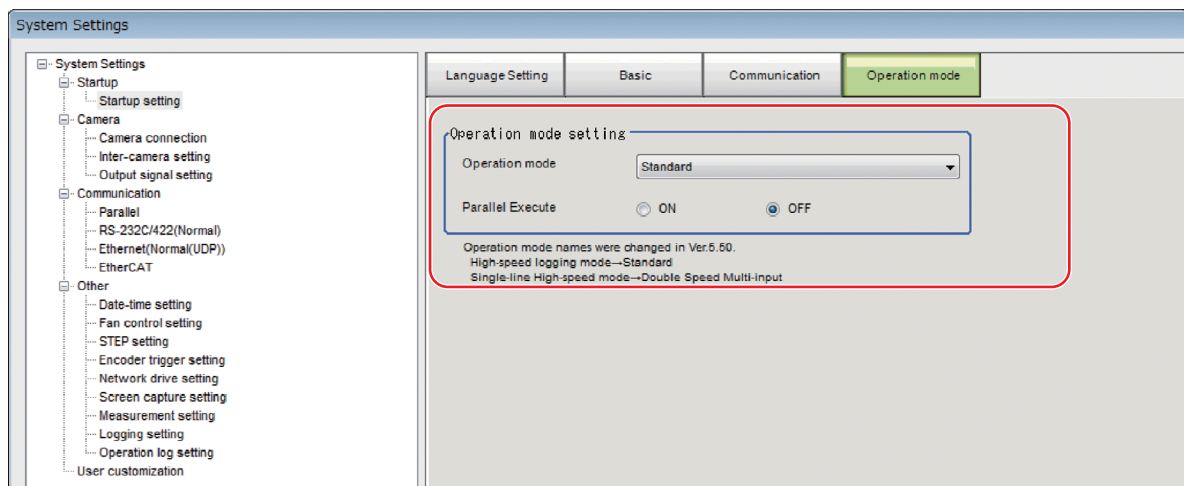 System Settings
System Settings
Startup
Startup setting
Camera
Camera connection
Inter-camera setting
Output signal setting
Communication
Parallel
RS-232C/422(Normal)
Ethernet(Normal(UDP))
EtherCAT
Other
Date-time setting
Fan control setting
STEP setting
Encoder trigger setting
Network drive setting
Screen capture setting
Measurement setting
Logging setting
Operation log setting
User customization
Language Setting
Basic
Communication
Operation mode
Operation mode setting
Operation mode
Standard
Parallel Execute
ON
OFF
Operation mode names were changed in Ver.5.50.
High-speed logging mode→Standard
Single-line High-speed mode→Double Speed Multi-input